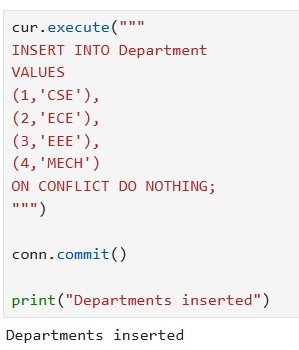 cur.execute("""
INSERT INTO Department
VALUES
(1,'CSE'),
(2,'ECE'),
(3,'EEE'),
(4,'MECH')
ON CONFLICT DO NOTHING;
""")
conn.commit()
print("Departments inserted")
Departments inserted